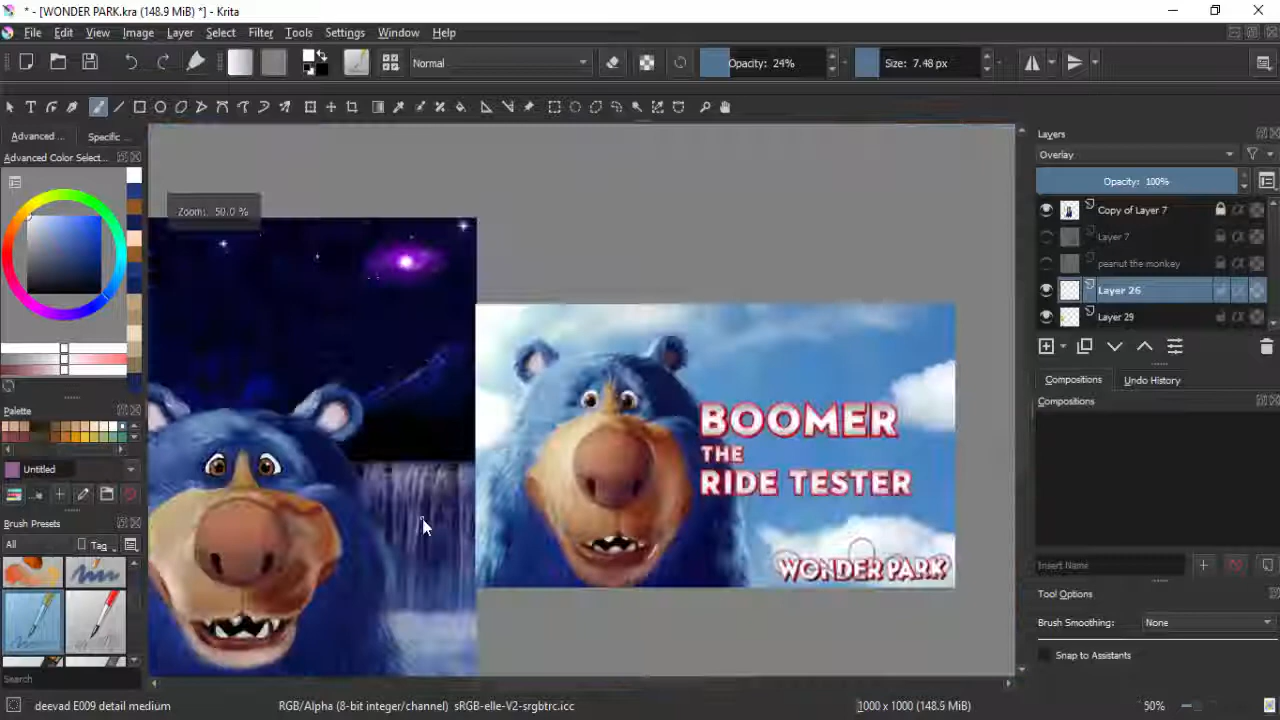 * - [WONDER PARK.kra (148.9 MiB) *] - Krita
File Edit View Image Layer Select Filter Tools Settings Window Help
Normal
Opacity: 24%
Size: 7.48 px
Advanced ...
Specific ...
Advanced Color Select...
Zoom: 50.0 %
Palette
Untitled
Brush Presets
All
Tag
Search
BOOMER
THE
RIDE TESTER
WONDER PARK
Layers
Overlay
Opacity: 100%
Copy of Layer 7
Layer 7
peanut the monkey
Layer 26
Layer 29
Compositions
Undo History
Compositions
Insert Name
Tool Options
Brush Smoothing:
None
Snap to Assistants
deevad E009 detail medium
RGB/Alpha (8-bit integer/channel) sRGB-elle-V2-srgbtrc.icc
1000 x 1000 (148.9 MiB)
50%